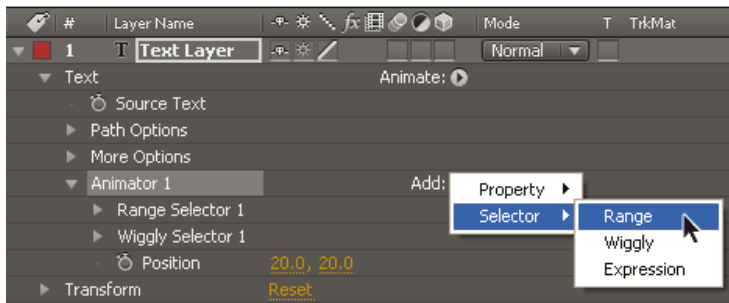 # Layer Name fx Mode T TrkMat
1 T Text Layer Normal
Text Animate:
Source Text
Path Options
More Options
Animator 1 Add: Property
Range Selector 1 Selector Range
Wiggly Selector 1 Wiggly
Position 20.0, 20.0 Expression
Transform Reset